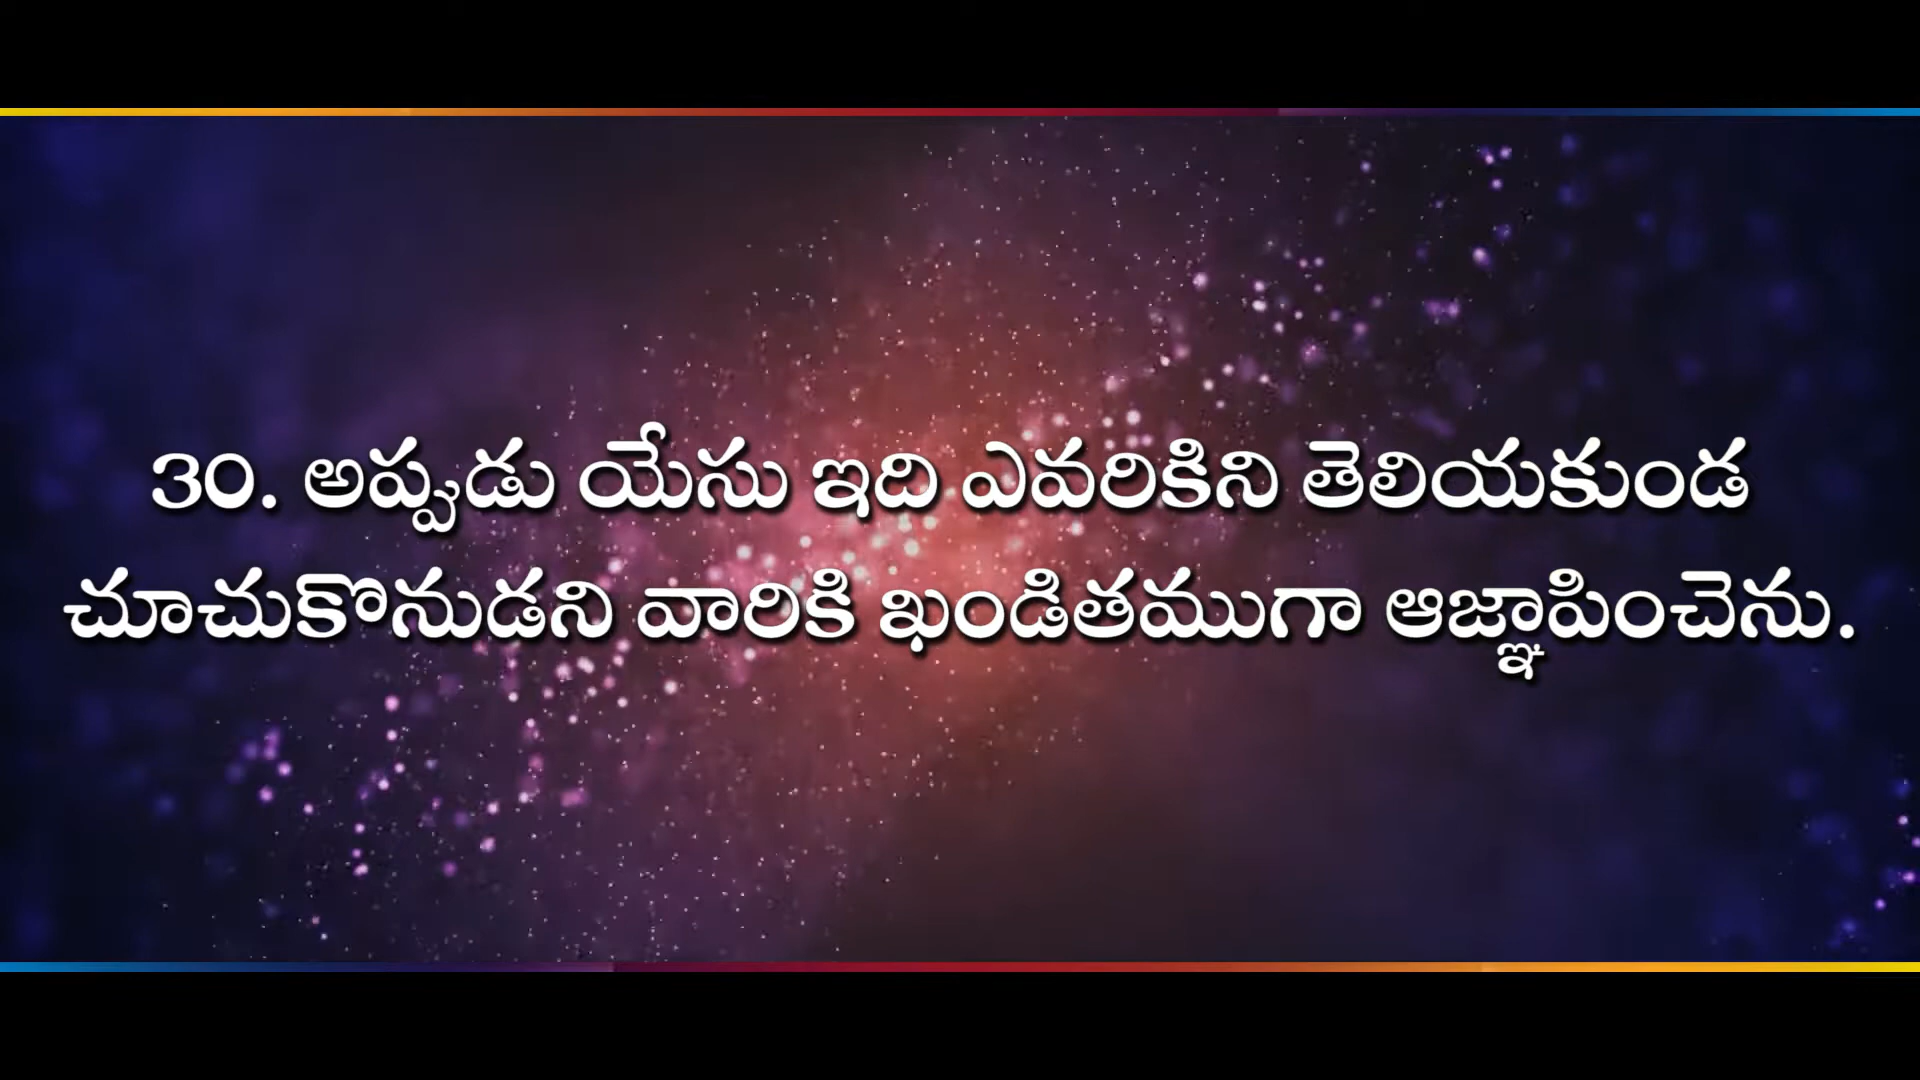 30. అప్పుడు యేసు ఇది ఎవరికిని తెలియకుండ
చూచుకొనుడని వారికి ఖండితముగా ఆజ్ఞాపించెను.